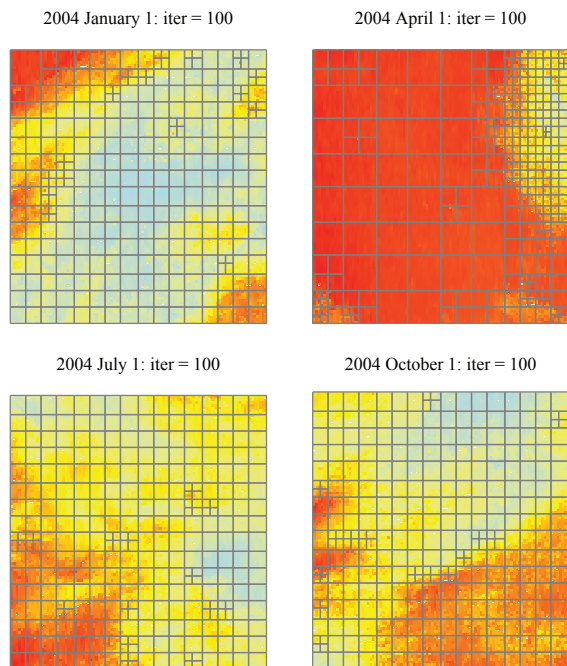 2004 January 1: iter = 100
2004 April 1: iter = 100
2004 July 1: iter = 100
2004 October 1: iter = 100